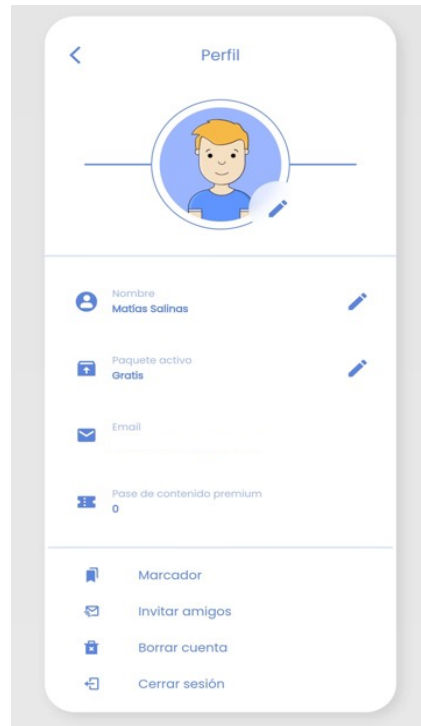 Perfil
Nombre
Matías Salinas
Paquete activo
Gratis
Email
Pase de contenido premium
0
Marcador
Invitar amigos
Borrar cuenta
Cerrar sesión